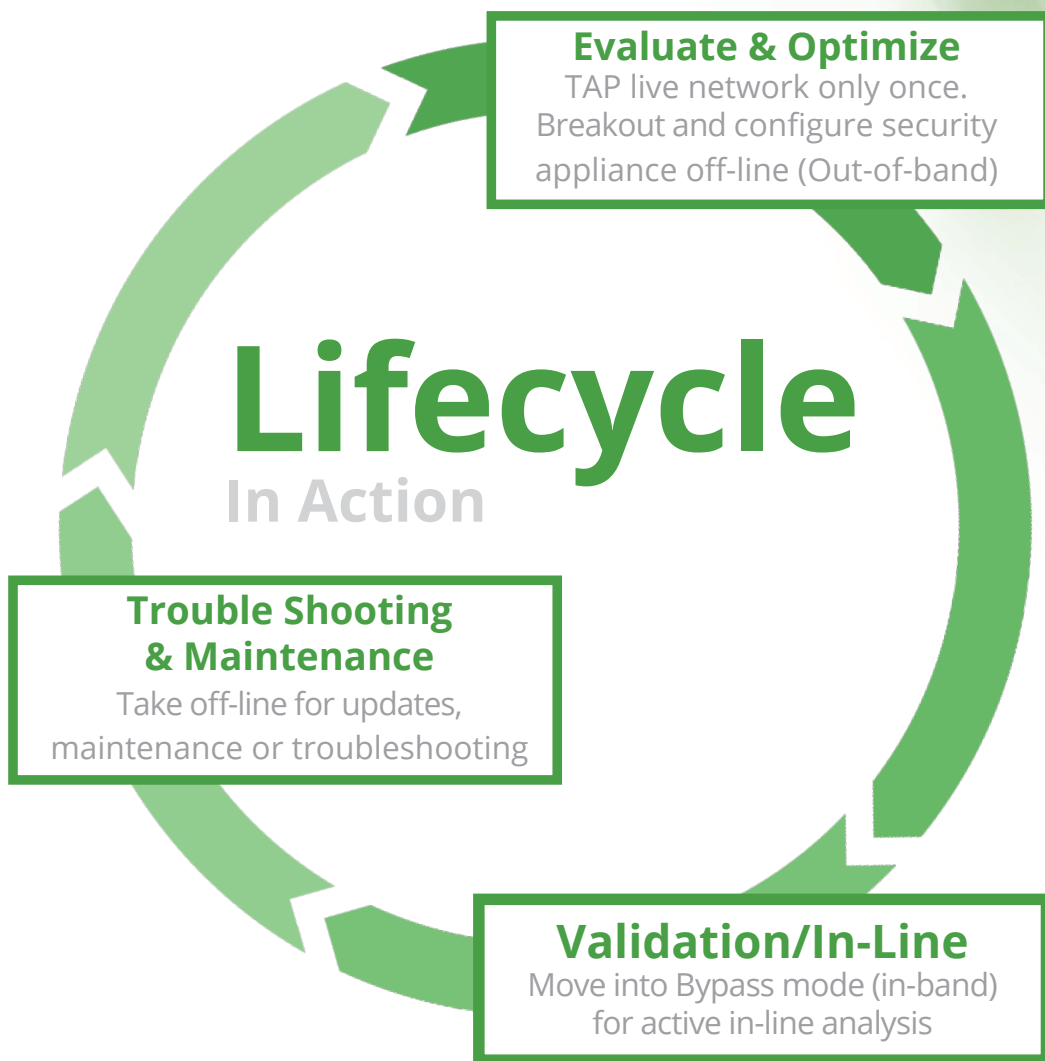 Evaluate & Optimize
TAP live network only once.
Breakout and configure security
appliance off-line (Out-of-band)
Lifecycle
In Action
Trouble Shooting
& Maintenance
Take off-line for updates,
maintenance or troubleshooting
Validation/In-Line
Move into Bypass mode (in-band)
for active in-line analysis